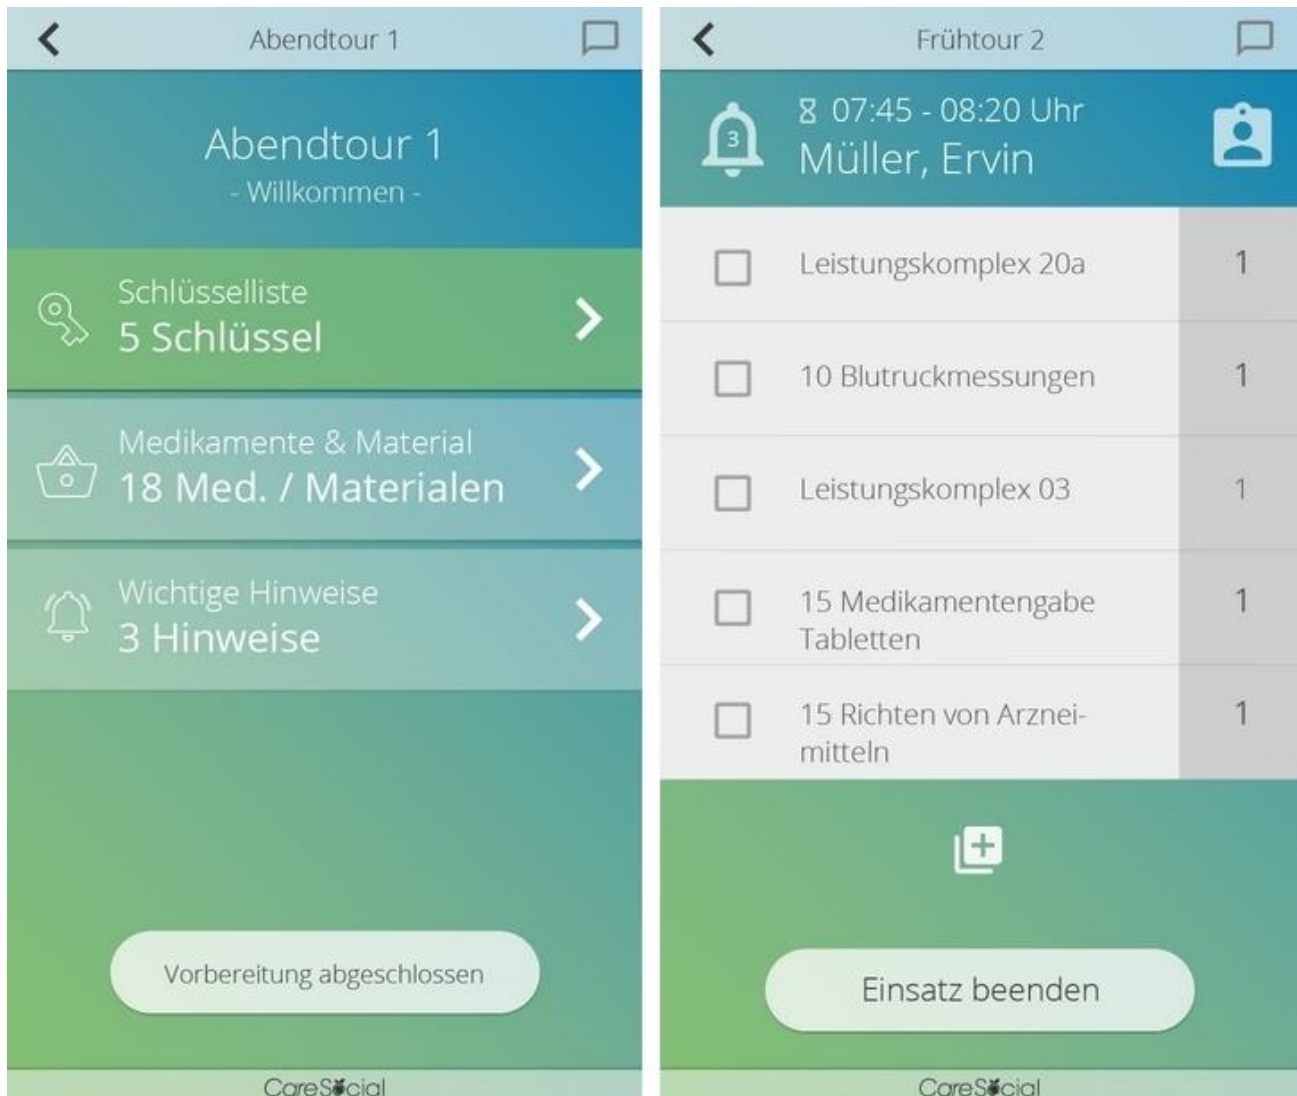 Abendtour 1
Abendtour 1
- Willkommen -
Schlüsselliste
5 Schlüssel
Medikamente & Material
18 Med. / Materialen
Wichtige Hinweise
3 Hinweise
Vorbereitung abgeschlossen
CareSocial
Frühtour 2
3
07:45 - 08:20 Uhr
Müller, Ervin
Leistungskomplex 20a 1
10 Blutruckmessungen 1
Leistungskomplex 03 1
15 Medikamentengabe 1
Tabletten
15 Richten von Arznei- 1
mitteln
Einsatz beenden
CareSocial